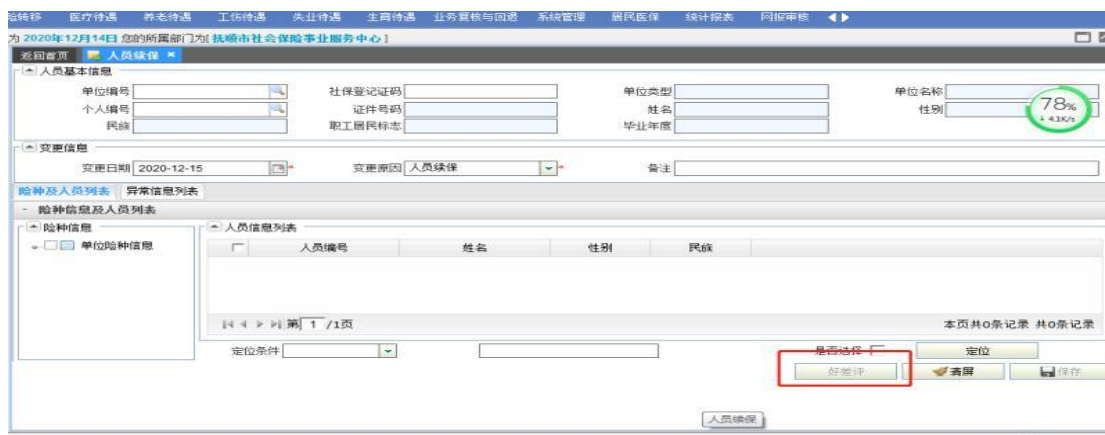 险转移 医疗待遇 养老待遇 工伤待遇 失业待遇 生育待遇 业务复核与回退 系统管理 居民医保 统计报表 网报审核
为 2020年12月14日 您的所属部门为[ 抚顺市社会保险事业服务中心 ]
返回首页 人员续保 ×
人员基本信息
单位编号 社保登记证码 单位类型 单位名称
个人编号 证件号码 姓名 性别
民族 职工居民标志 毕业年度
78%
↓ 4.1K/s
变更信息
变更日期 2020-12-15 * 变更原因 人员续保 * 备注
险种及人员列表 异常信息列表
- 险种信息及人员列表
险种信息 人员信息列表
单位险种信息 人员编号 姓名 性别 民族
第 1 /1页 本页共0条记录 共0条记录
定位条件 是否选择 定位
好差评 清屏 保存
人员续保